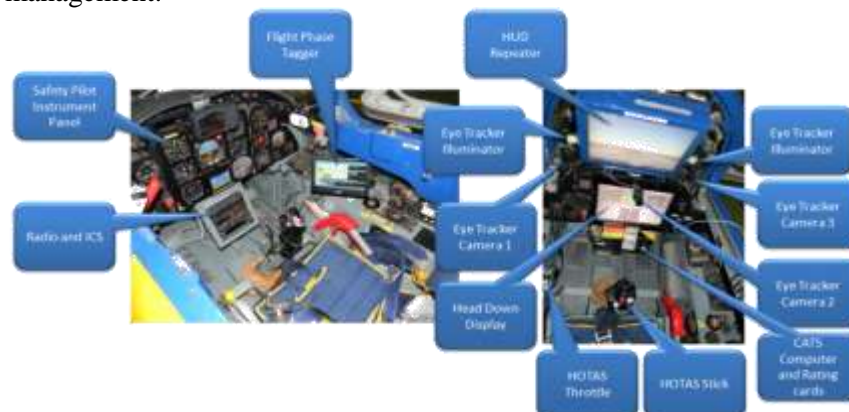 management.
Flight Phase
Tagger
HUD
Repeater
Safety Pilot
Instrument
Panel
Eye Tracker
Illuminator
Eye Tracker
Illuminator
Radio and ICS
Eye Tracker
Camera 1
Eye Tracker
Camera 3
Head Down
Display
Eye Tracker
Camera 2
HOTAS
Throttle
HOTAS Stick
CATS
Computer
and Rating
cards